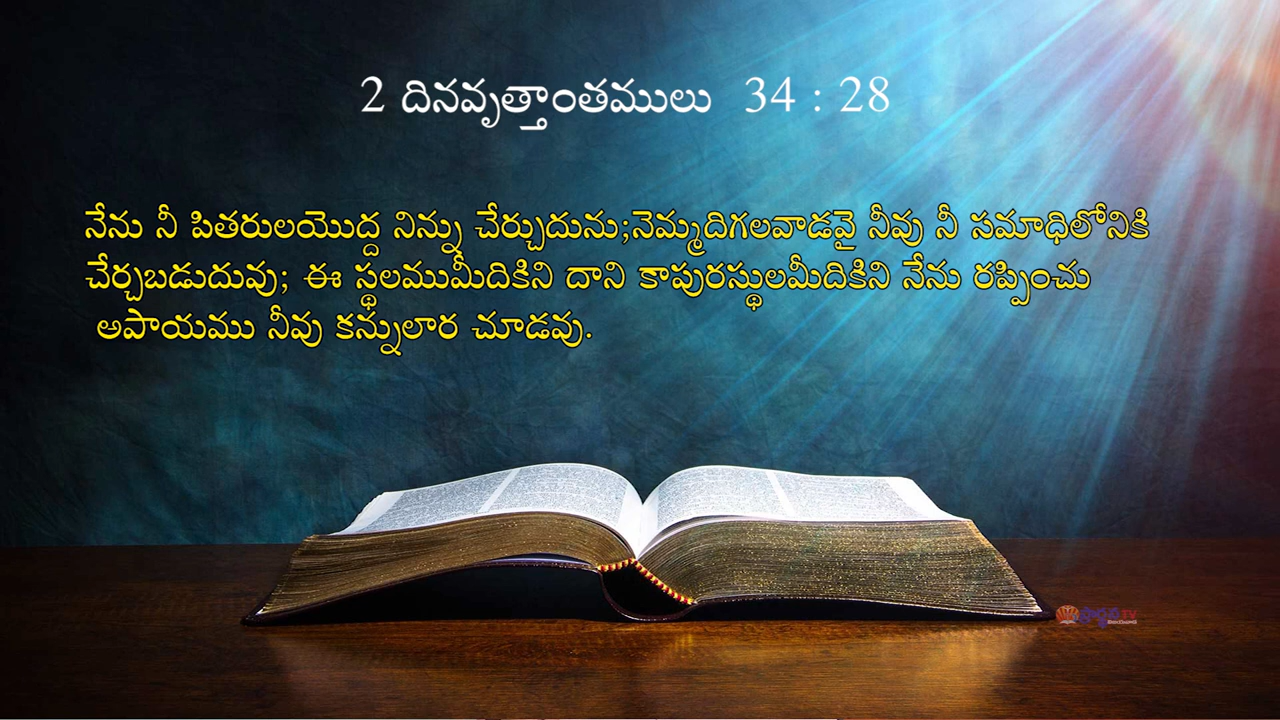 2 దినవృత్తాంతములు 34 : 28
నేను నీ పితరులయొద్ద నిన్ను చేర్చుదును;నెమ్మదిగలవాడవై నీవు నీ సమాధిలోనికి
చేర్చబడుదువు; ఈ స్థలముమీదికిని దాని కాపురస్థులమీదికిని నేను రప్పించు
అపాయము నీవు కన్నులార చూడవు.
TV